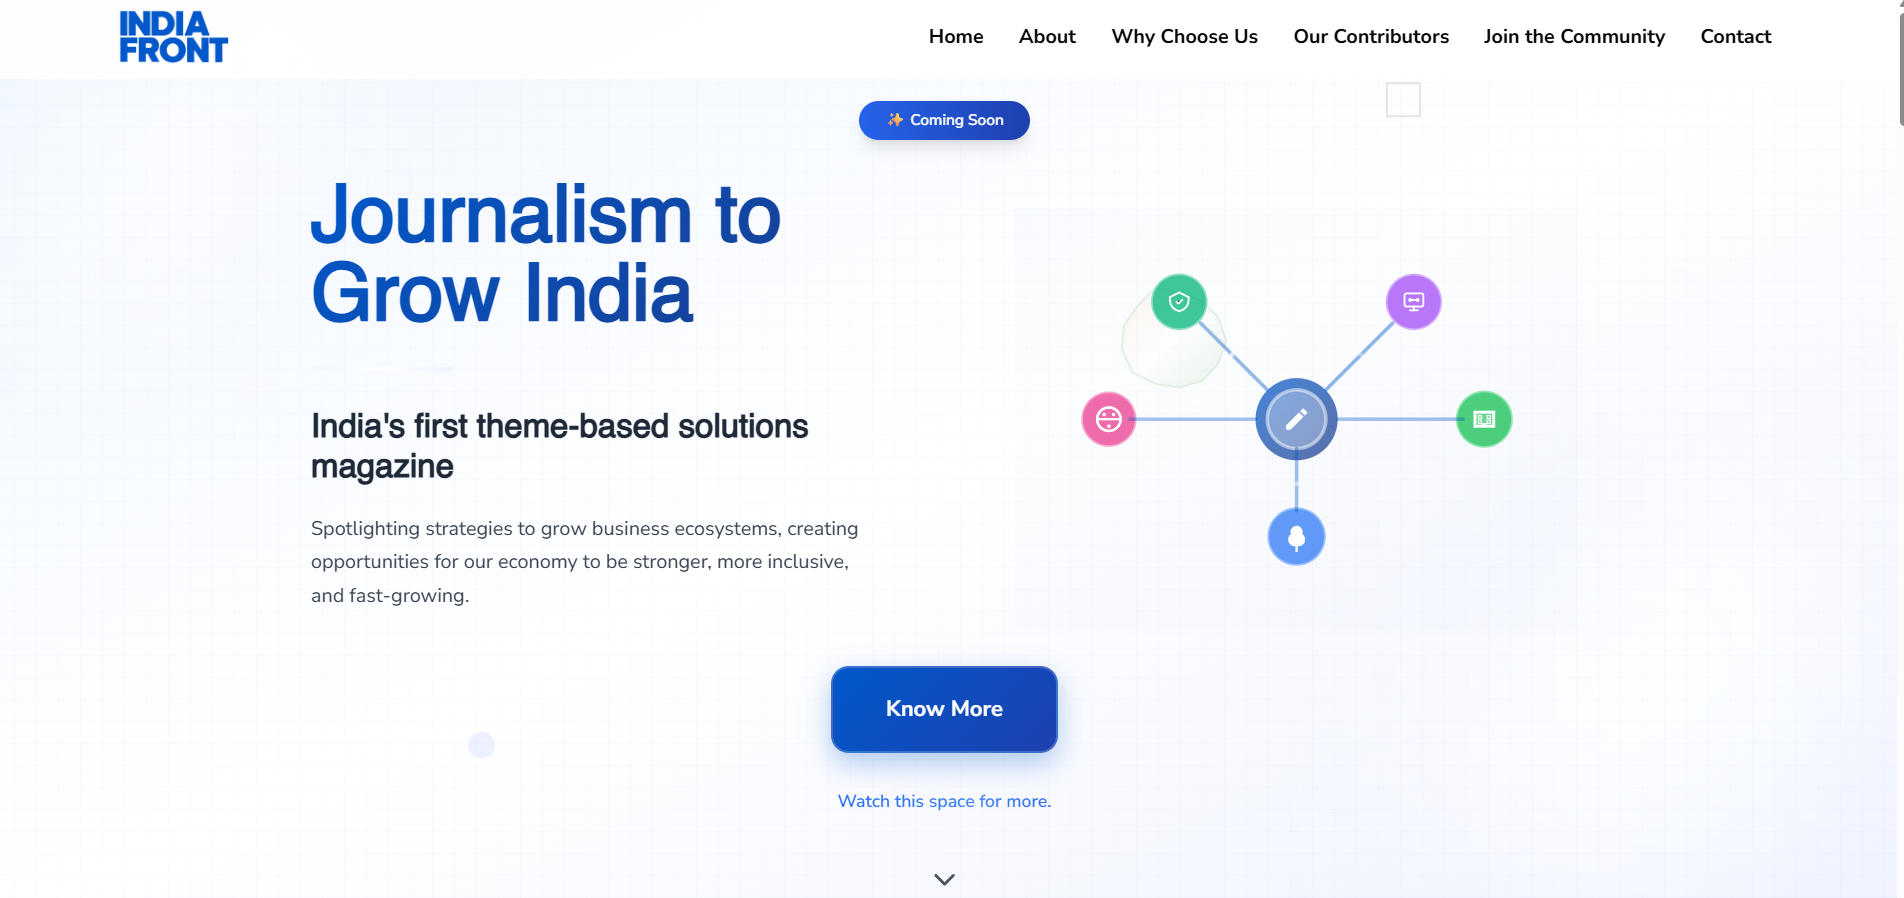 INDIA
FRONT
Home
About
Why Choose Us
Our Contributors
Join the Community
Contact
✨ Coming Soon
Journalism to
Grow India
India's first theme-based solutions
magazine
Spotlighting strategies to grow business ecosystems, creating
opportunities for our economy to be stronger, more inclusive,
and fast-growing.
Know More
Watch this space for more.